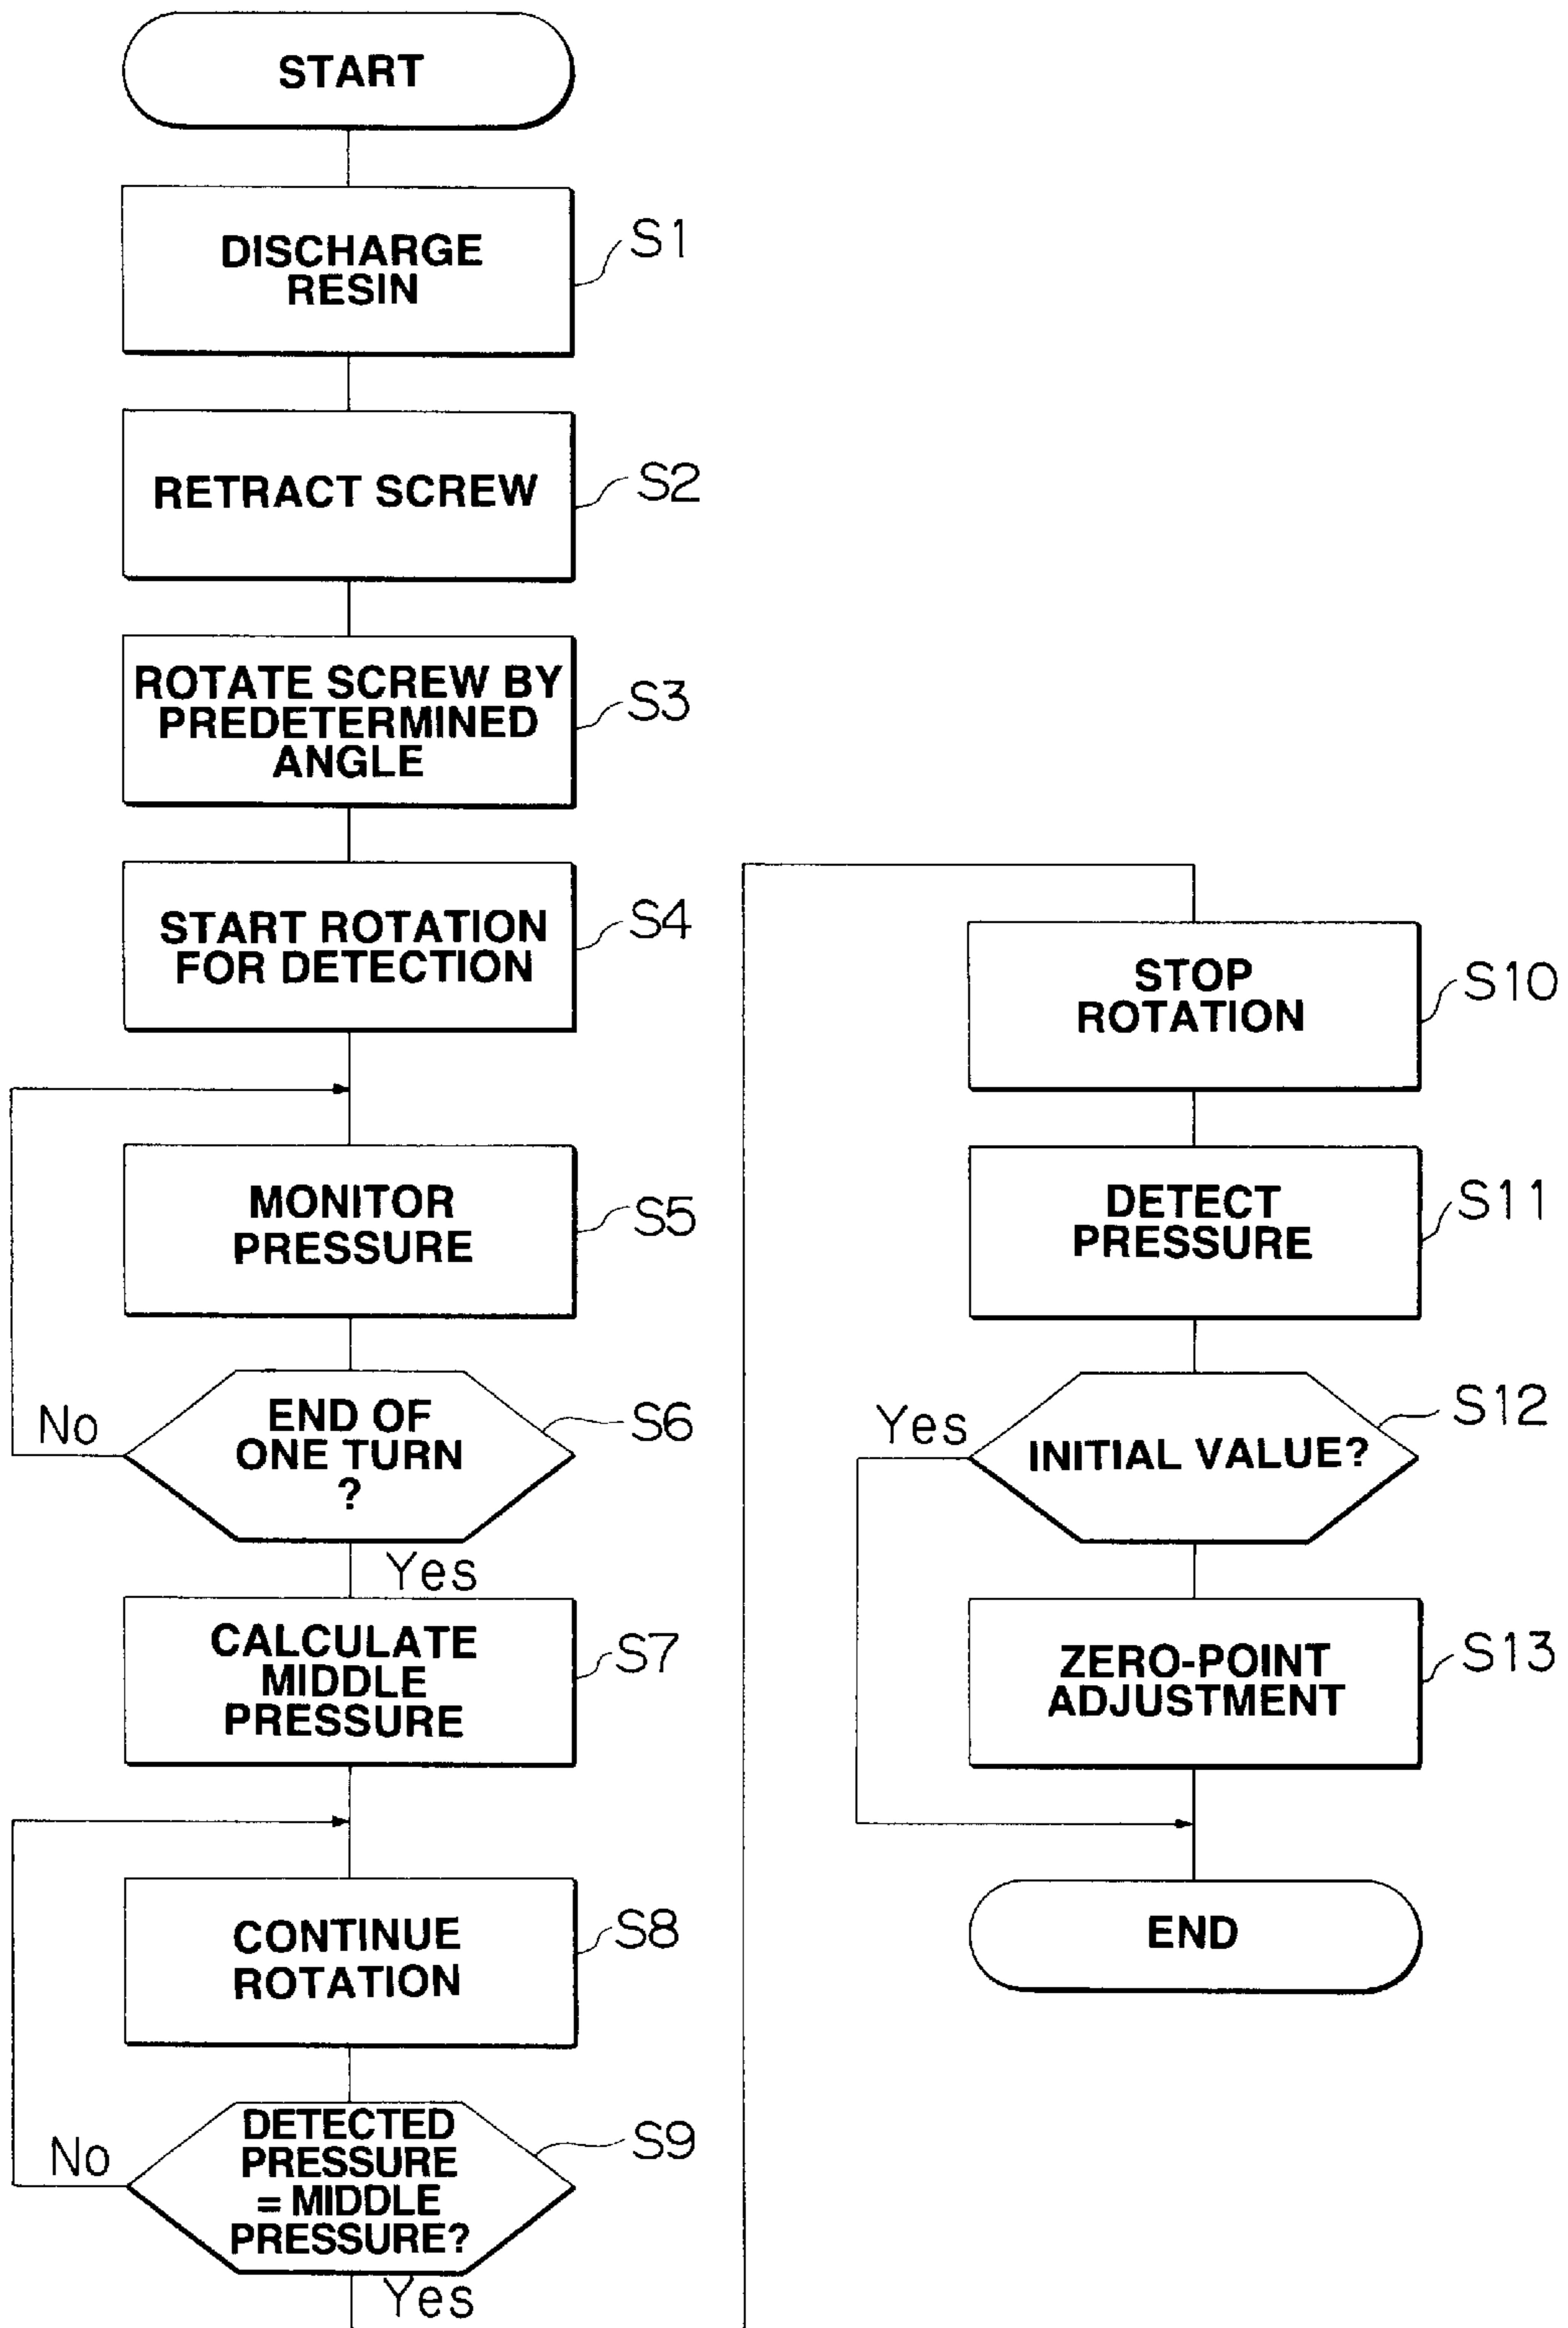 START
DISCHARGE
RESIN
S1
RETRACT SCREW
S2
ROTATE SCREW BY
PREDETERMINED
ANGLE
S3
START ROTATION
FOR DETECTION
S4
MONITOR
PRESSURE
S5
END OF
ONE TURN
?
S6
No
Yes
CALCULATE
MIDDLE
PRESSURE
S7
CONTINUE
ROTATION
S8
DETECTED
PRESSURE
= MIDDLE
PRESSURE?
S9
No
Yes
STOP
ROTATION
S10
DETECT
PRESSURE
S11
INITIAL VALUE?
S12
Yes
ZERO-POINT
ADJUSTMENT
S13
END